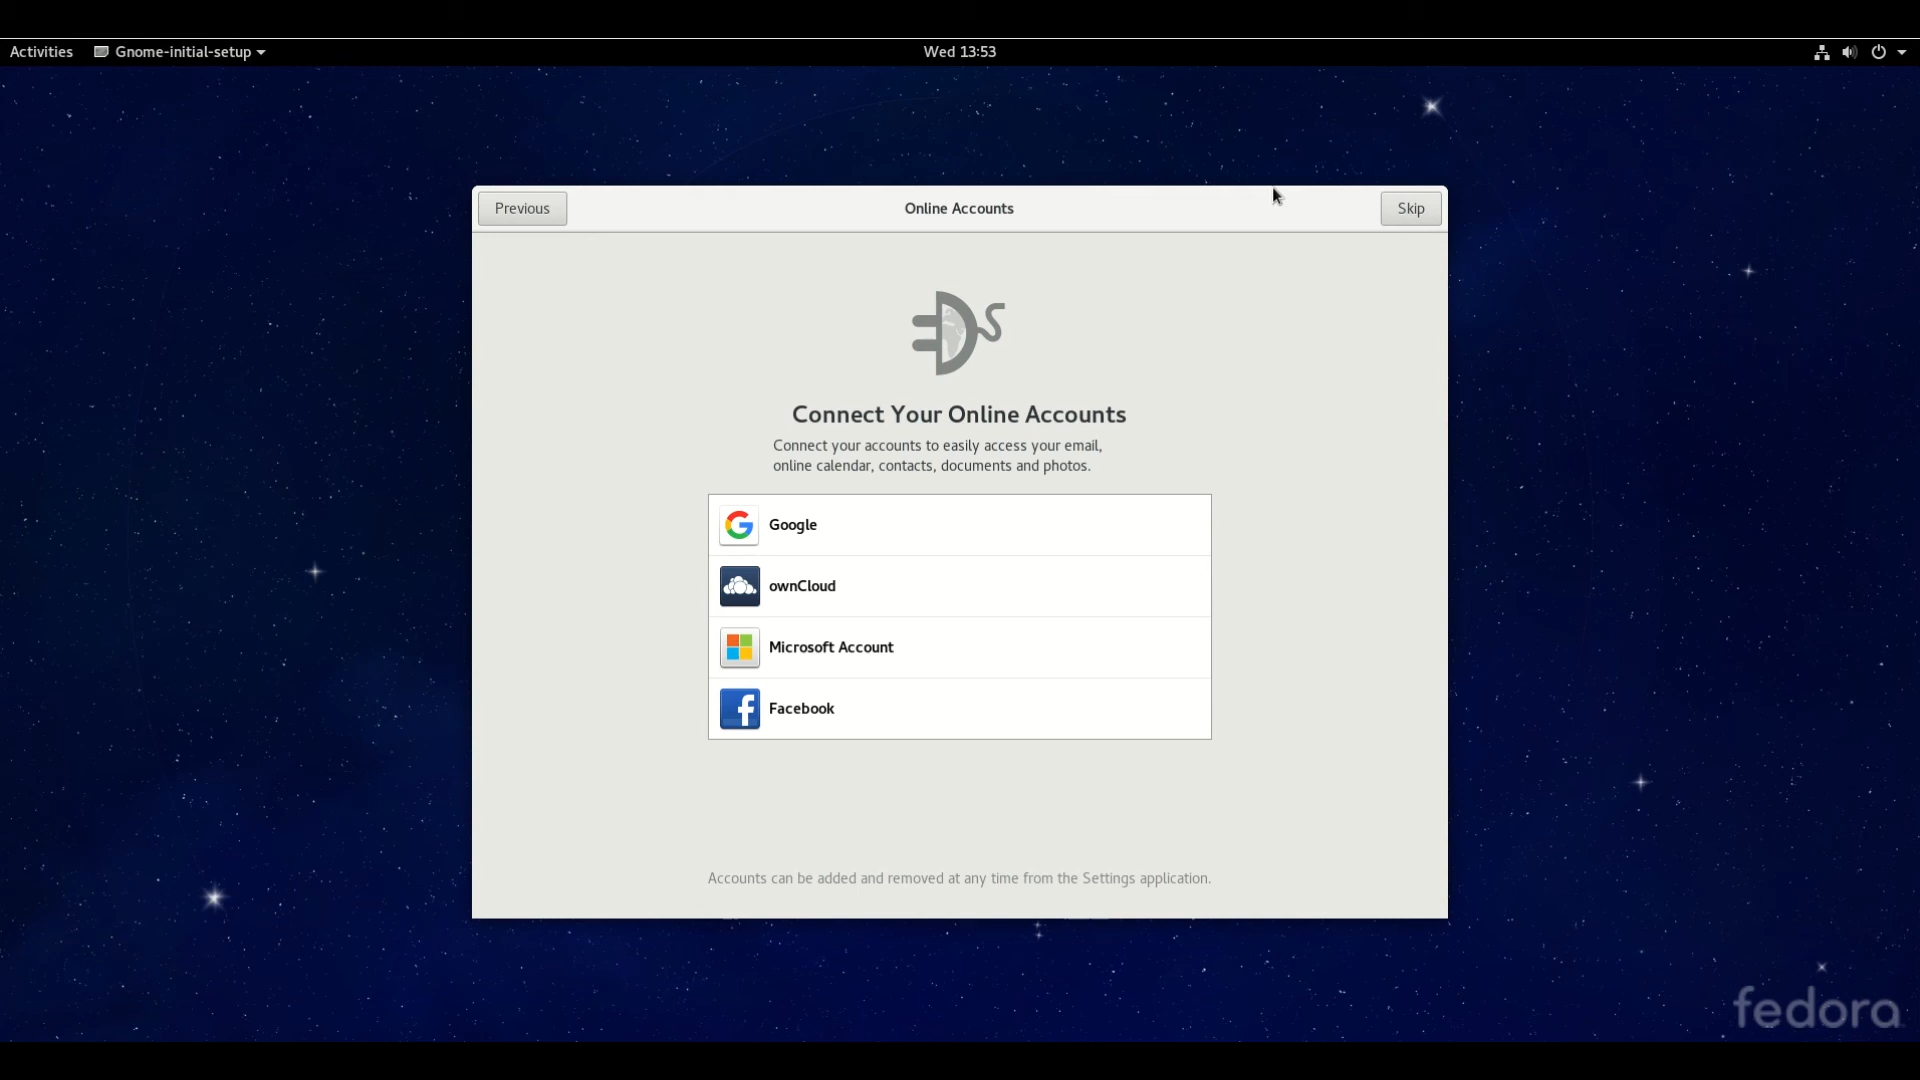 Activities Gnome-initial-setup Wed 13:53
Previous Online Accounts Skip
Connect Your Online Accounts
Connect your accounts to easily access your email,
online calendar, contacts, documents and photos.
Google
ownCloud
Microsoft Account
Facebook
Accounts can be added and removed at any time from the Settings application.
fedora